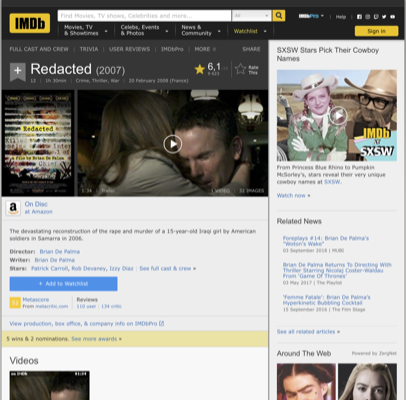 IMDb
Find Movies, TV shows, Celebrities and more...
All
IMDbPro
Help
Movies, TV
& Showtimes
Celebs, Events
& Photos
News &
Community
Watchlist
Sign in
FULL CAST AND CREW | TRIVIA | USER REVIEWS | IMDbPro | MORE
SHARE
Redacted (2007)
12 | 1h 30min | Crime, Thriller, War | 20 February 2008 (France)
6,1
Rate
This
Redacted
a Film by Brian De Palma
1:34 | Trailer
31 IMAGES
On Disc
at Amazon
The devastating reconstruction of the rape and murder of a 15-year-old Iraqi girl by American
soldiers in Samarra in 2006.
Director: Brian De Palma
Writer: Brian De Palma
Stars: Patrick Carroll, Rob Devaney, Izzy Diaz | See full cast & crew »
+ Add to Watchlist
52
Metascore
From metacritic.com
Reviews
110 user | 134 critic
View production, box office, & company info on IMDbPro
5 wins & 2 nominations. See more awards »
Videos
SXSW Stars Pick Their Cowboy
Names
IMDb
AT
SXSW
From Princess Blue Rhino to Pumpkin
McSorley's, stars reveal their very unique
cowboy names at SXSW.
Watch now »
Related News
Foreplays #14: Brian De Palma's
"Woton's Wake"
03 September 2018 | MUBI
Brian De Palma Returns To Directing With
Thriller Starring Nicolaj Coster-Waldau
From 'Game Of Thrones'
03 May 2017 | The Playlist
'Femme Fatale': Brian De Palma's
Hyperkinetic Bubbling Cocktail
15 September 2016 | The Film Stage
See all related articles »
Around The Web
Powered by ZergNet